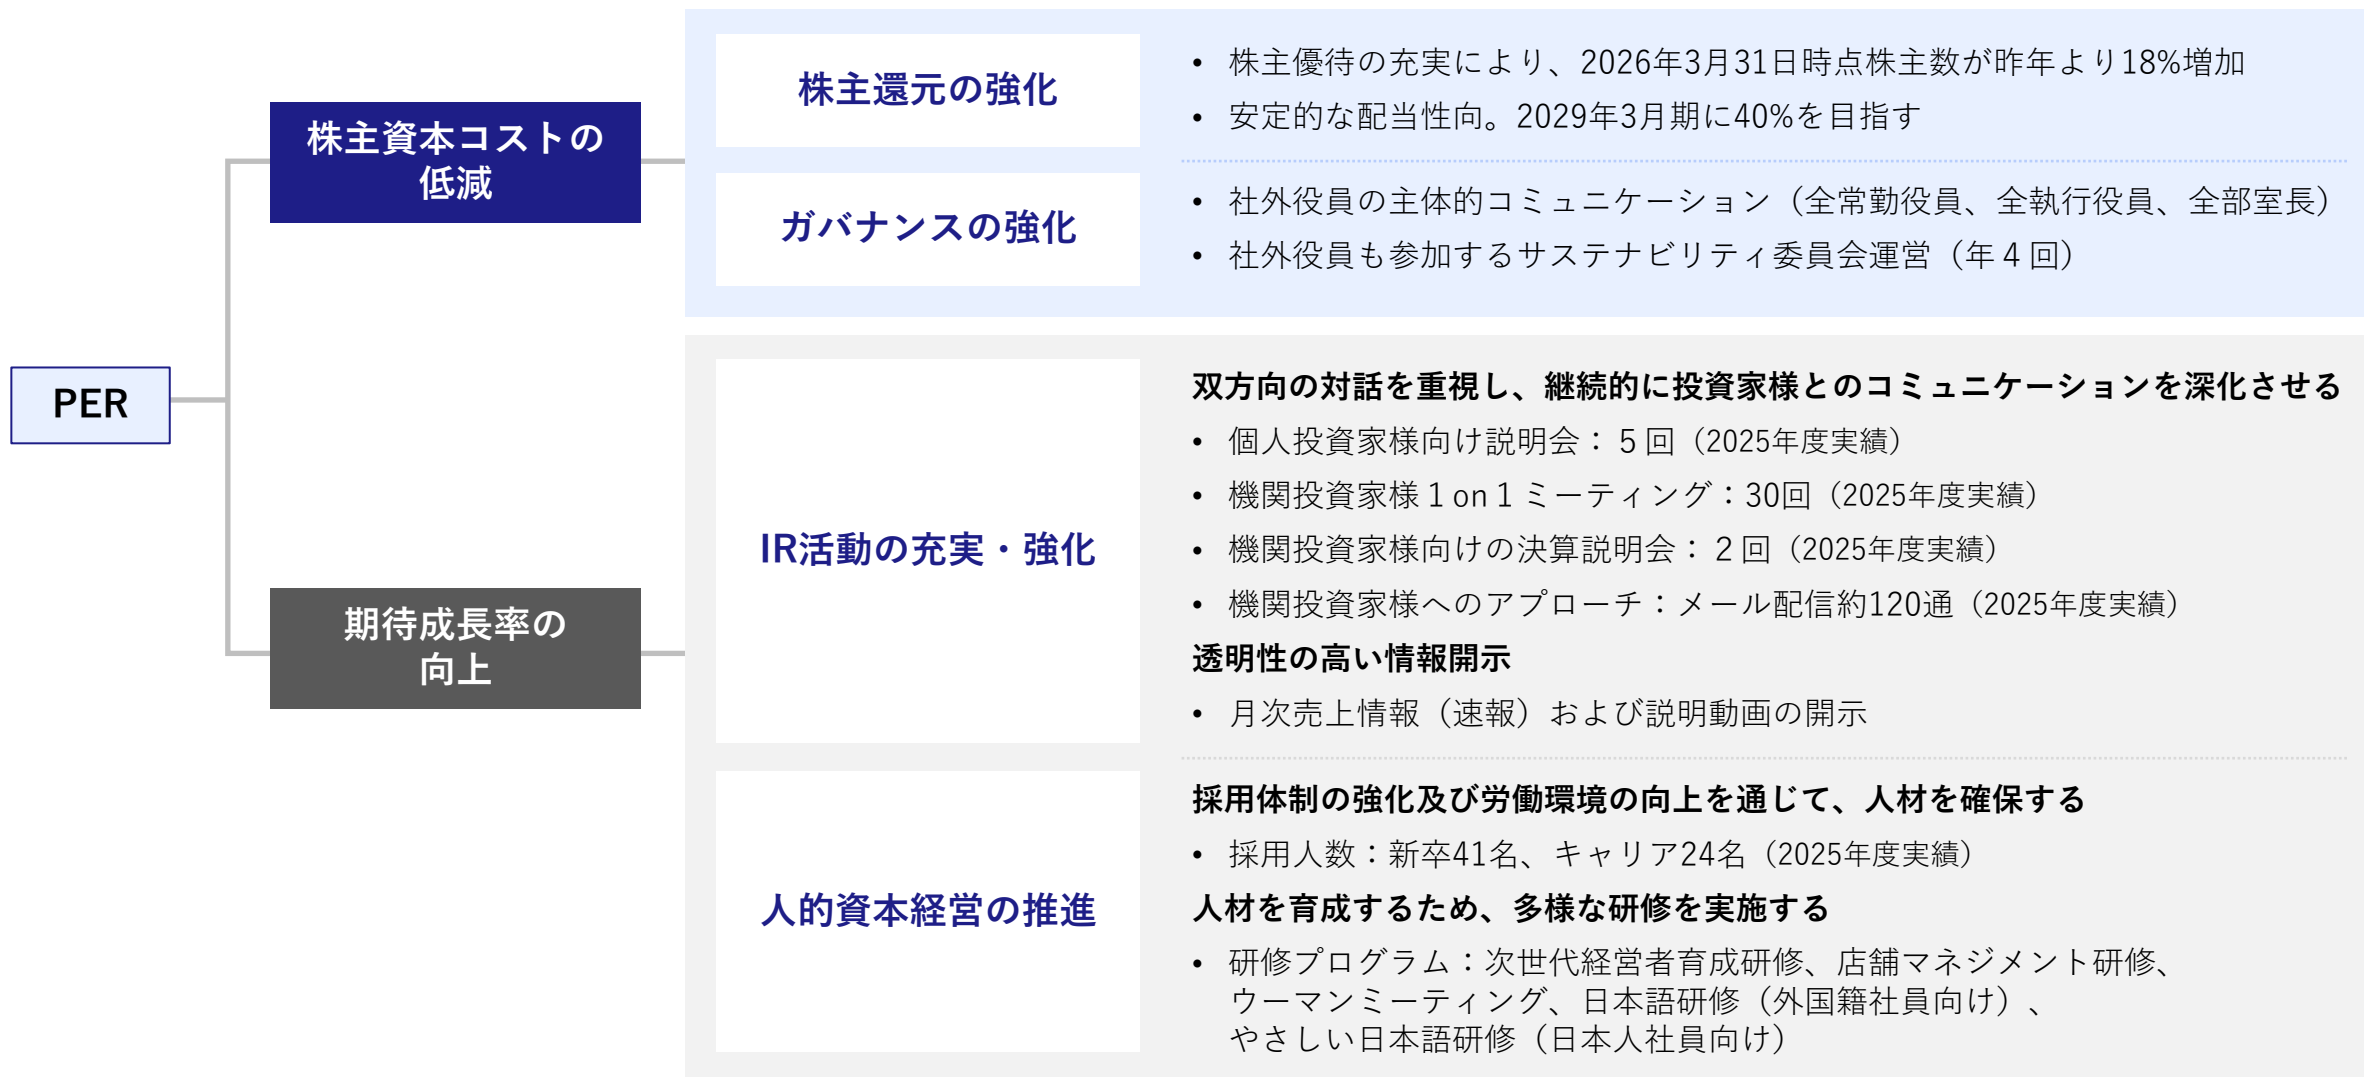 PER
株主資本コストの
低減
株主還元の強化
• 株主優待の充実により、2026年3月31日時点株主数が昨年より18%増加
• 安定的な配当性向。2029年3月期に40%を目指す
ガバナンスの強化
• 社外役員の主体的コミュニケーション（全常勤役員、全執行役員、全部室長）
• 社外役員も参加するサステナビリティ委員会運営（年４回）
期待成長率の
向上
IR活動の充実・強化
双方向の対話を重視し、継続的に投資家様とのコミュニケーションを深化させる
• 個人投資家様向け説明会：５回（2025年度実績）
• 機関投資家様１on１ミーティング：30回（2025年度実績）
• 機関投資家様向けの決算説明会：２回（2025年度実績）
• 機関投資家様へのアプローチ：メール配信約120通（2025年度実績）
透明性の高い情報開示
• 月次売上情報（速報）および説明動画の開示
人的資本経営の推進
採用体制の強化及び労働環境の向上を通じて、人材を確保する
• 採用人数：新卒41名、キャリア24名（2025年度実績）
人材を育成するため、多様な研修を実施する
• 研修プログラム：次世代経営者育成研修、店舗マネジメント研修、
ウーマンミーティング、日本語研修（外国籍社員向け）、
やさしい日本語研修（日本人社員向け）